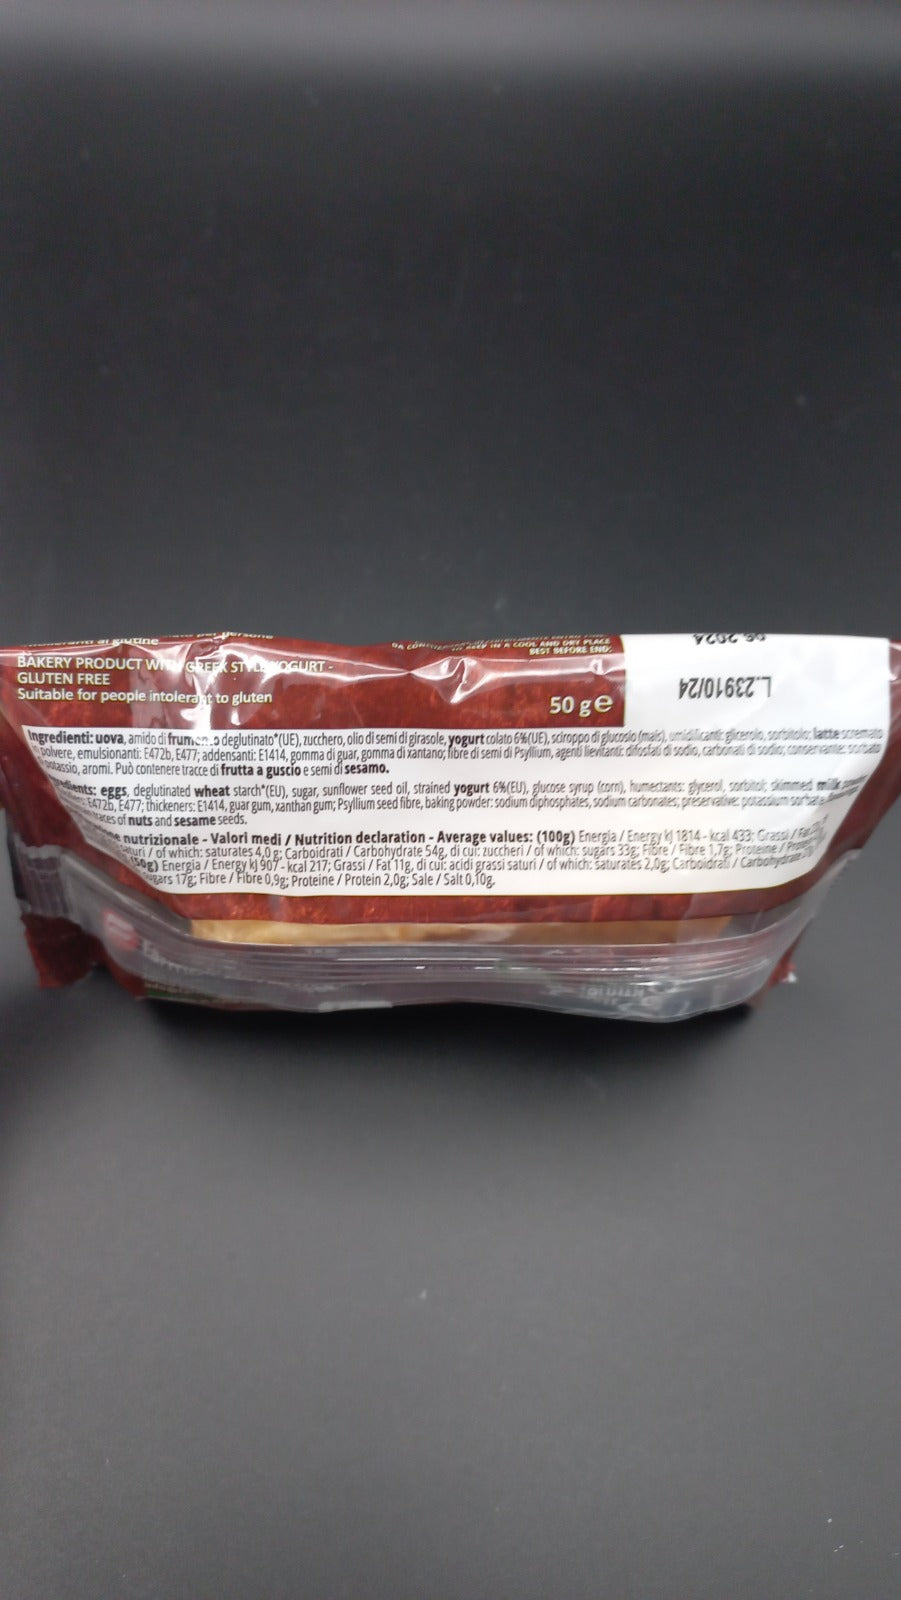 BAKERY PRODUCT WITH GREEK STYLE YOGURT -
GLUTEN FREE
Suitable for people intolerant to gluten
BEST BEFORE END:
50 g e
06 2024
L.23910/24
Ingredienti: uova, amido di deglutinato*(UE), zucchero, olio di semi di girasole, yogurt colato 6%(UE), sciroppo di glucosio (mais), umidificanti: glicerolo, sorbitolo; latte scremato
in polvere, emulsionanti: E472b, E477; addensanti: E1414, gomma di guar, gomma di xantano; fibre di semi di Psyllium, agenti lievitanti: difosfati di sodio, carbonati di sodio; conservante: sorbato
potassio, aromi. Può contenere tracce di frutta a guscio e semi di sesamo.
eggs, deglutinated wheat starch*(EU), sugar, sunflower seed oil, strained yogurt 6%(EU), glucose syrup (corn), humectants: glycerol, sorbitol; skimmed milk
E472b, E477; thickeners: E1414, guar gum, xanthan gum; Psyllium seed fibre, baking powder: sodium diphosphates, sodium carbonates; preservative: potassium sorbate
traces of nuts and sesame seeds.
nutrizionale - Valori medi / Nutrition declaration - Average values: (100g) Energia / Energy kJ 1814 - kcal 433; Grassi /
saturi / of which: saturates 4,0 g; Carboidrati / Carbohydrate 54g, di cui: zuccheri / of which: sugars 33g; Fibre / Fibre 1,7g; Proteine /
(50g) Energia / Energy kJ 907 - kcal 217; Grassi / Fat 11g, di cui: acidi grassi saturi / of which: saturates 2,0g; Carboidrati / Carbohydrate
sugars 17g; Fibre / Fibre 0,9g; Proteine / Protein 2,0g; Sale / Salt 0,10g.